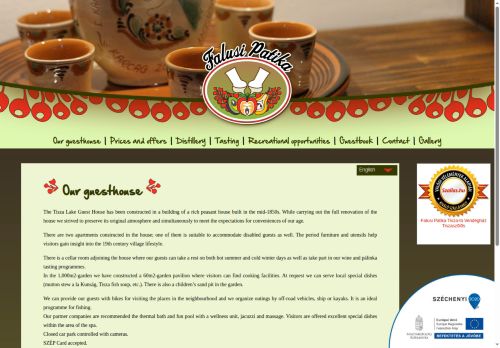 Falusi Patika
Our guesthouse | Prices and offers | Distillery | Tasting | Recreational opportunities | Guestbook | Contact | Gallery
English
Our guesthouse
The Tisza Lake Guest House has been constructed in a building of a rich peasant house built in the mid-1850s. While carrying out the full renovation of the
house we strived to preserve its original atmosphere and simultaneously to meet the expectations for conveniences of our age.
There are two apartments constructed in the house: one of them is suitable to accommodate disabled guests as well. The period furniture and utensils help
visitors gain insight into the 19th century village lifestyle.
There is a cellar room adjoining the house where our guests can take a rest on both hot summer and cold winter days as well as take part in our wine and pálinka
tasting programmes.
In the 1,000m2-garden we have constructed a 60m2-garden pavilion where visitors can find cooking facilities. At request we can serve local special dishes
(mutton stew a la Kunság, Tisza fish soup, etc.). There is also a children's sand pit in the garden.
We can provide our guests with bikes for visiting the places in the neighbourhood and we organize outings by off-road vehicles, ship or kayaks. It is an ideal
programme for fishing.
Our partner companies are recommended the thermal bath and fun pool with a wellness unit, jacuzzi and massage. Visitors are offered excellent special dishes
within the area of the spa.
Closed car park controlled with cameras.
SZÉP Card accepted.
Szallas.hu
Falusi Patika Tisza-tó Vendégház
Tiszaszőlős
SZÉCHENYI 2020
Európai Unió
BEFEKTETÉS A JÖVŐBE